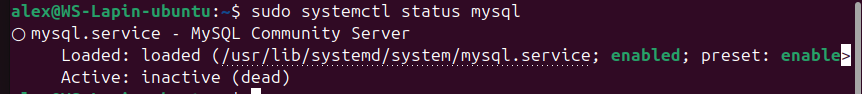 alex@WS-Lapin-ubuntu:~$ sudo systemctl status mysql
○ mysql.service - MySQL Community Server
     Loaded: loaded (/usr/lib/systemd/system/mysql.service; enabled; preset: enable>
     Active: inactive (dead)